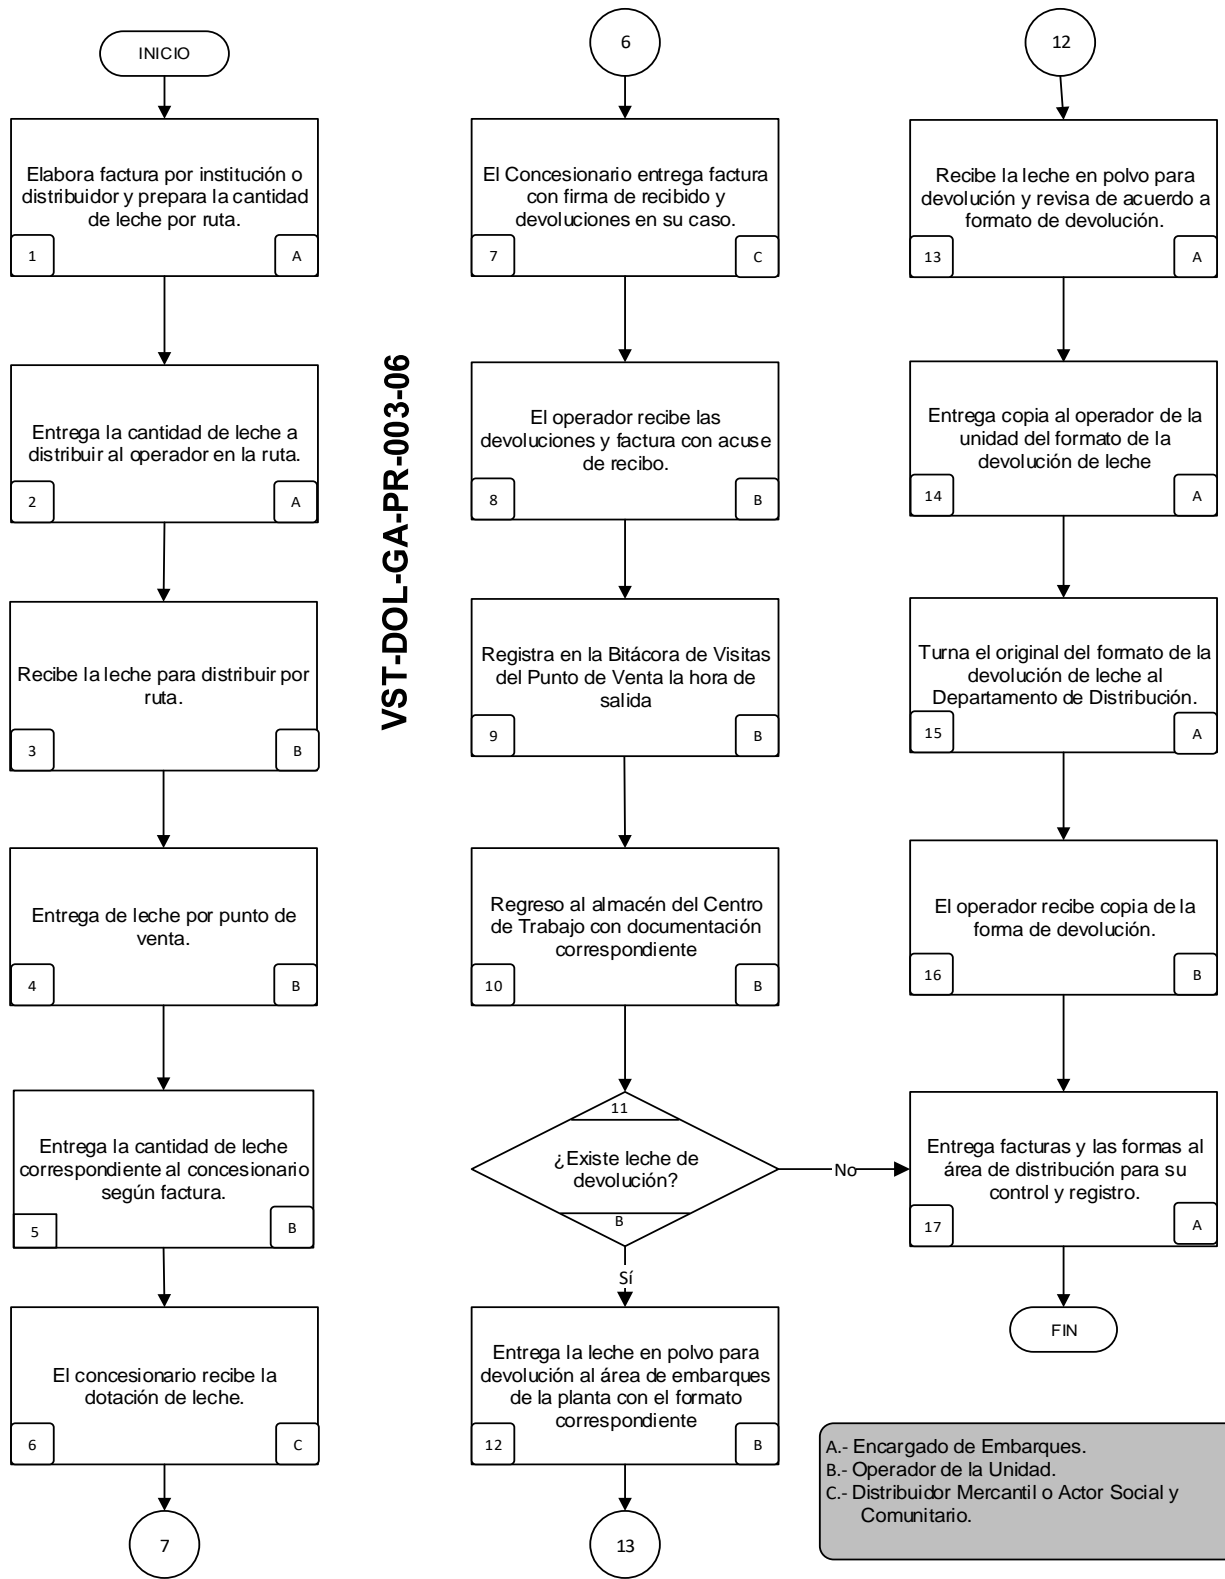 INICIO
Elabora factura por institución o
distribuidor y prepara la cantidad
de leche por ruta.
1
A
Entrega la cantidad de leche a
distribuir al operador en la ruta.
2
A
Recibe la leche para distribuir por
ruta.
3
B
Entrega de leche por punto de
venta.
4
B
Entrega la cantidad de leche
correspondiente al concesionario
según factura.
5
B
El concesionario recibe la
dotación de leche.
6
C
7
VST-DOL-GA-PR-003-06
6
El Concesionario entrega factura
con firma de recibido y
devoluciones en su caso.
7
C
El operador recibe las
devoluciones y factura con acuse
de recibo.
8
B
Registra en la Bitácora de Visitas
del Punto de Venta la hora de
salida
9
B
Regreso al almacén del Centro
de Trabajo con documentación
correspondiente
10
B
11
¿Existe leche de
devolución?
B
No
Sí
Entrega la leche en polvo para
devolución al área de embarques
de la planta con el formato
correspondiente
12
B
13
12
Recibe la leche en polvo para
devolución y revisa de acuerdo a
formato de devolución.
13
A
Entrega copia al operador de la
unidad del formato de la
devolución de leche
14
A
Turna el original del formato de la
devolución de leche al
Departamento de Distribución.
15
A
El operador recibe copia de la
forma de devolución.
16
B
Entrega facturas y las formas al
área de distribución para su
control y registro.
17
A
FIN
A.- Encargado de Embarques.
B.- Operador de la Unidad.
C.- Distribuidor Mercantil o Actor Social y
Comunitario.